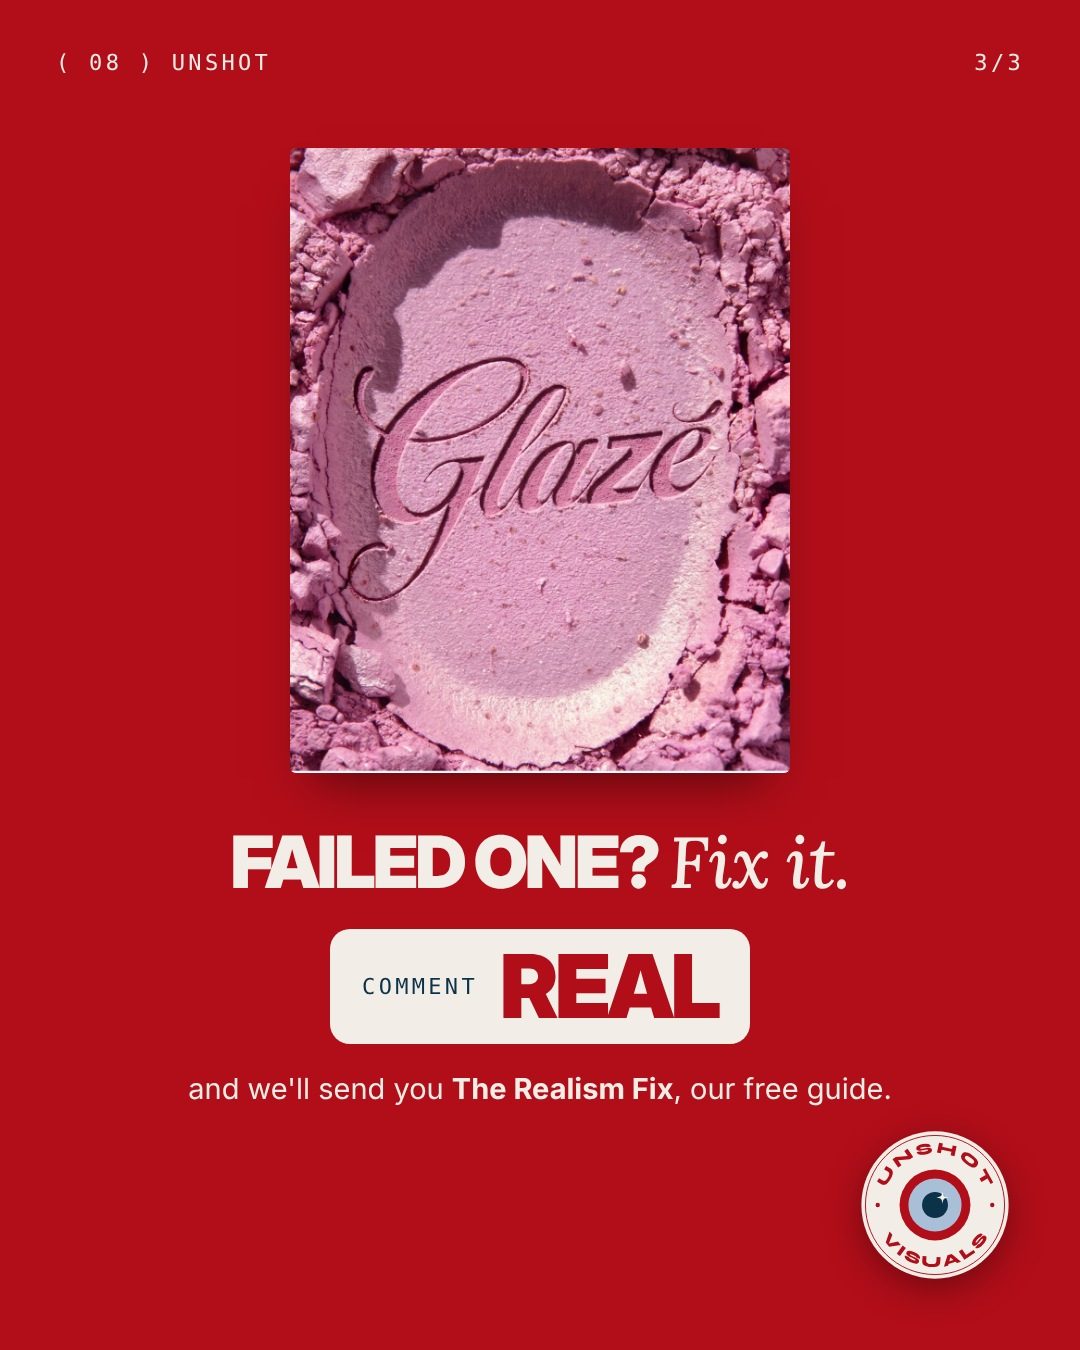 ( 08 ) UNSHOT
3/3
Glazé
FAILED ONE? Fix it.
COMMENT REAL
and we'll send you The Realism Fix, our free guide.
UNSHOT
VISUALS